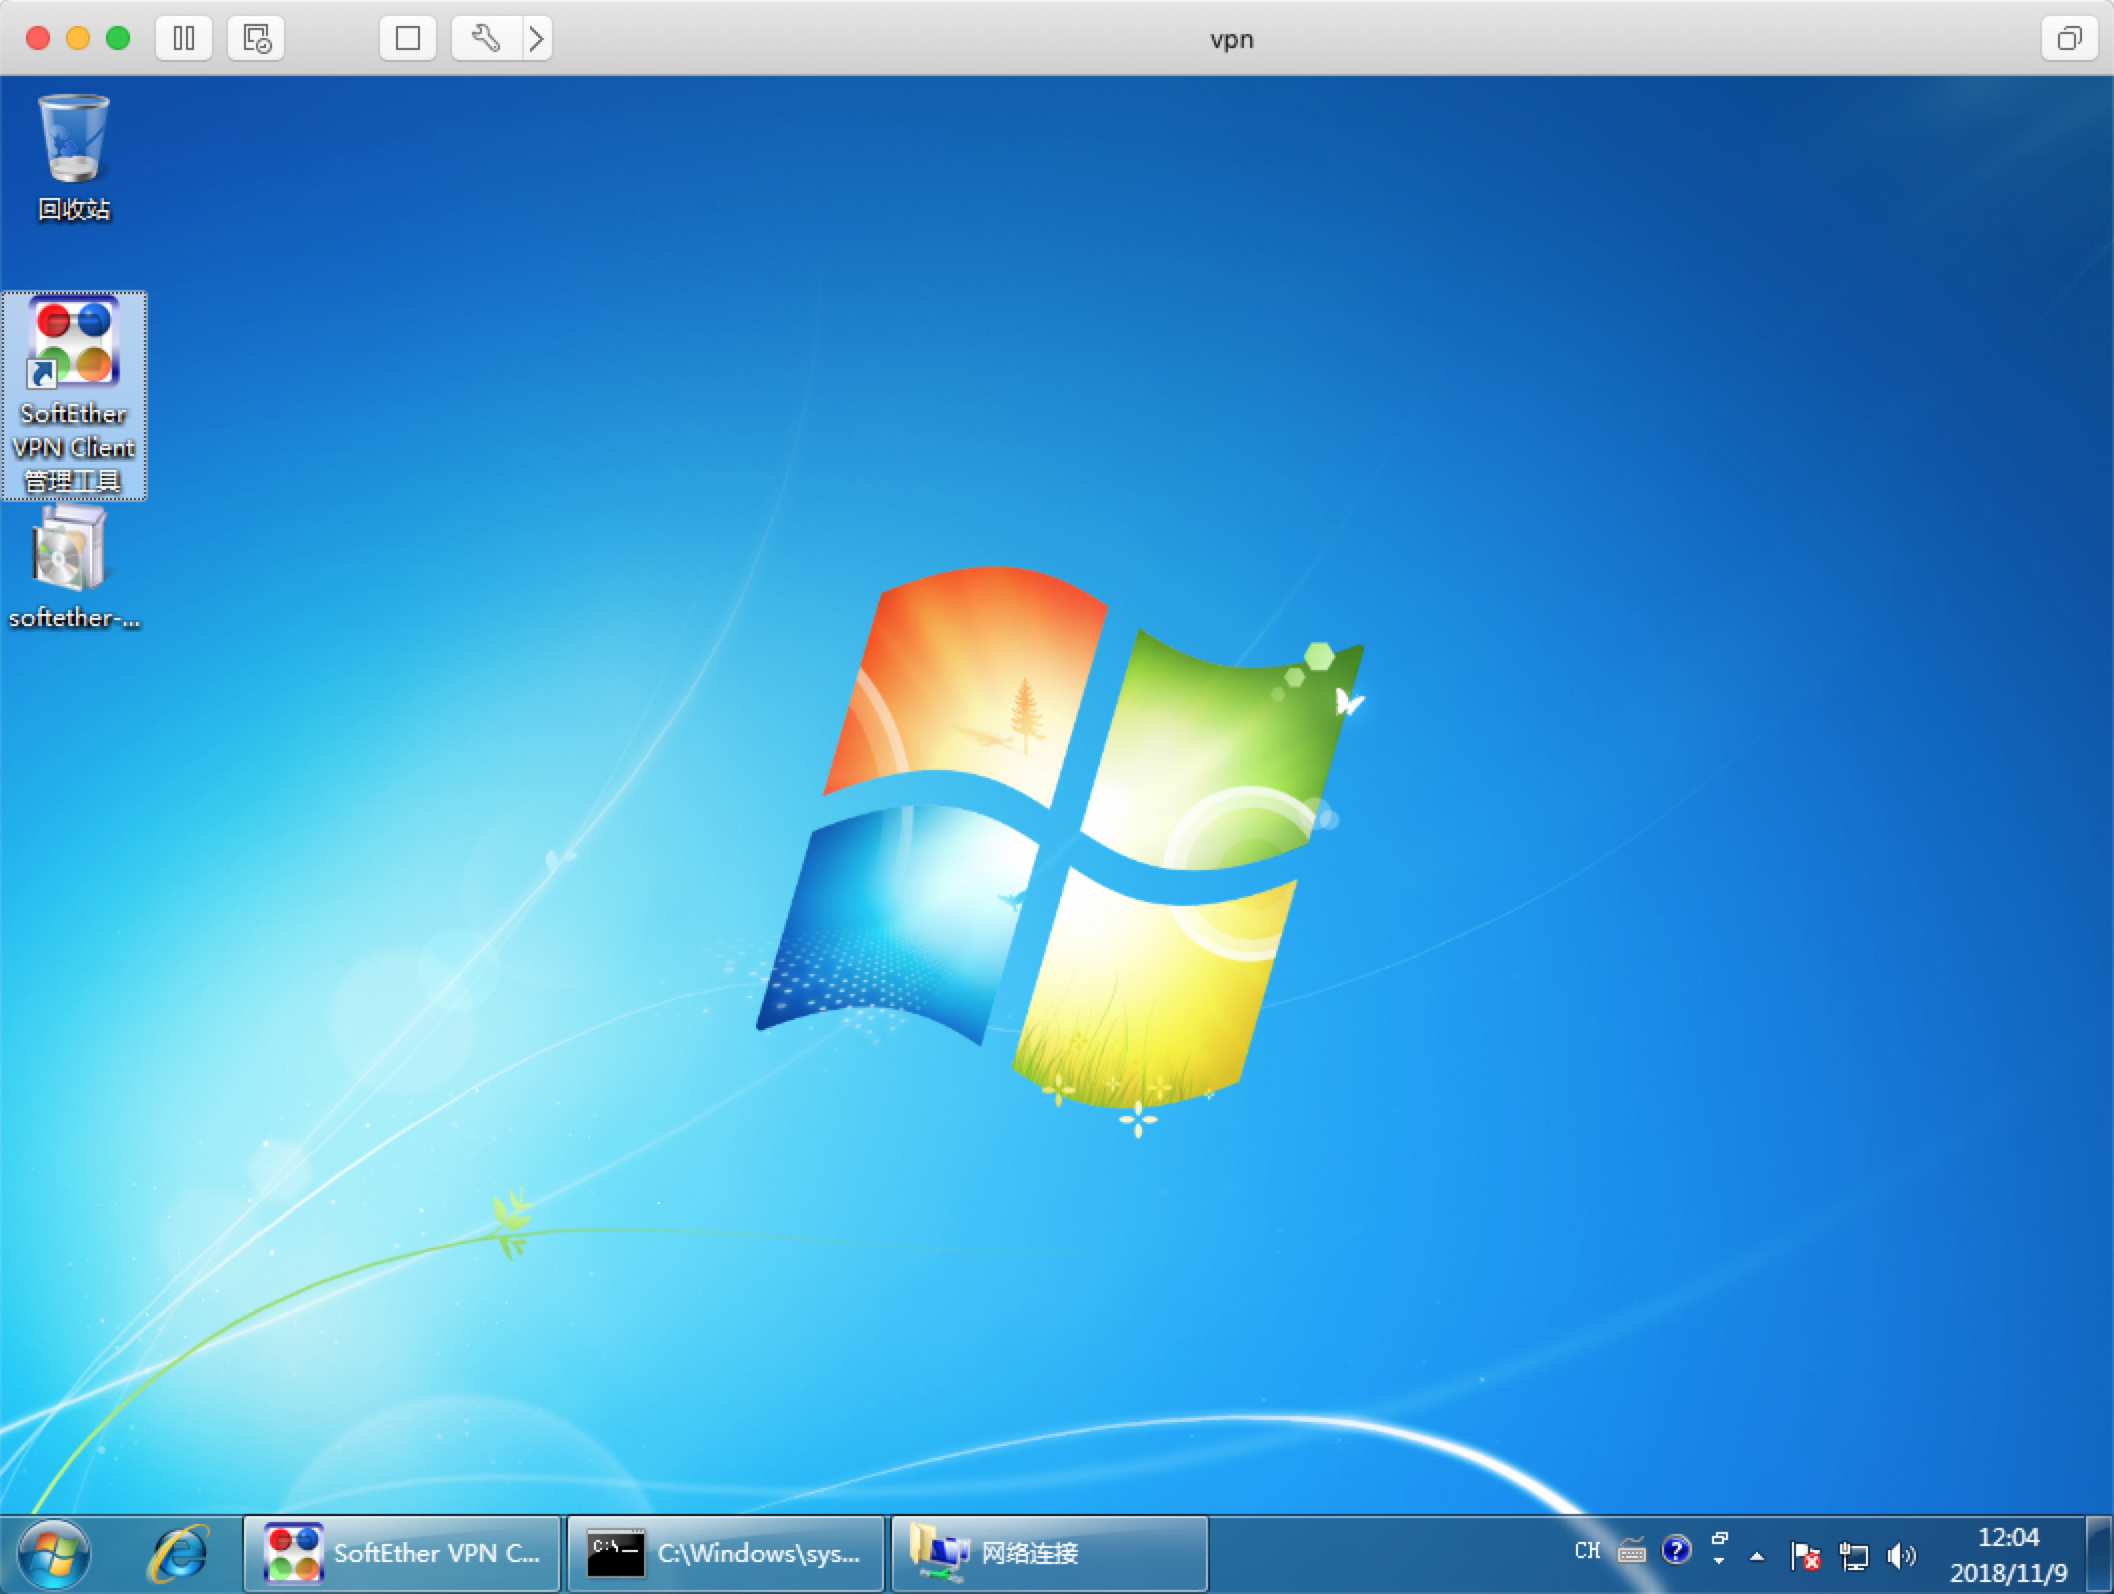 vpn
回收站
SoftEther
VPN Client
管理工具
softether-...
SoftEther VPN C...
C:\_
C:\Windows\sys...
网络连接
CH
?
12:04
2018/11/9